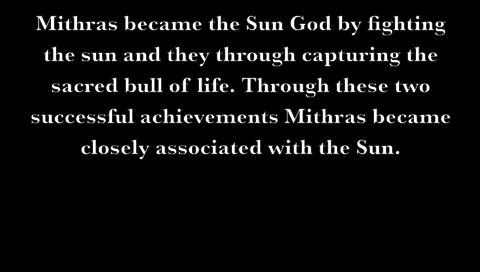 Mithras became the Sun God by fighting
the sun and they through capturing the
sacred bull of life. Through these two
successful achievements Mithras became
closely associated with the Sun.